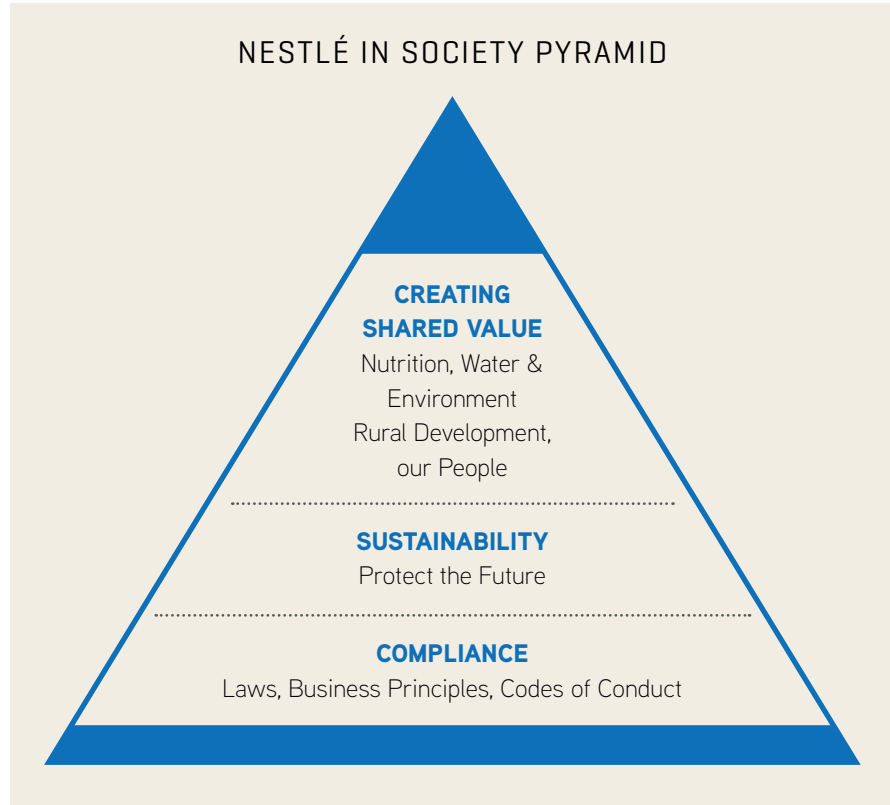 NESTLÉ IN SOCIETY PYRAMID
CREATING
SHARED VALUE
Nutrition, Water &
Environment
Rural Development,
our People
SUSTAINABILITY
Protect the Future
COMPLIANCE
Laws, Business Principles, Codes of Conduct